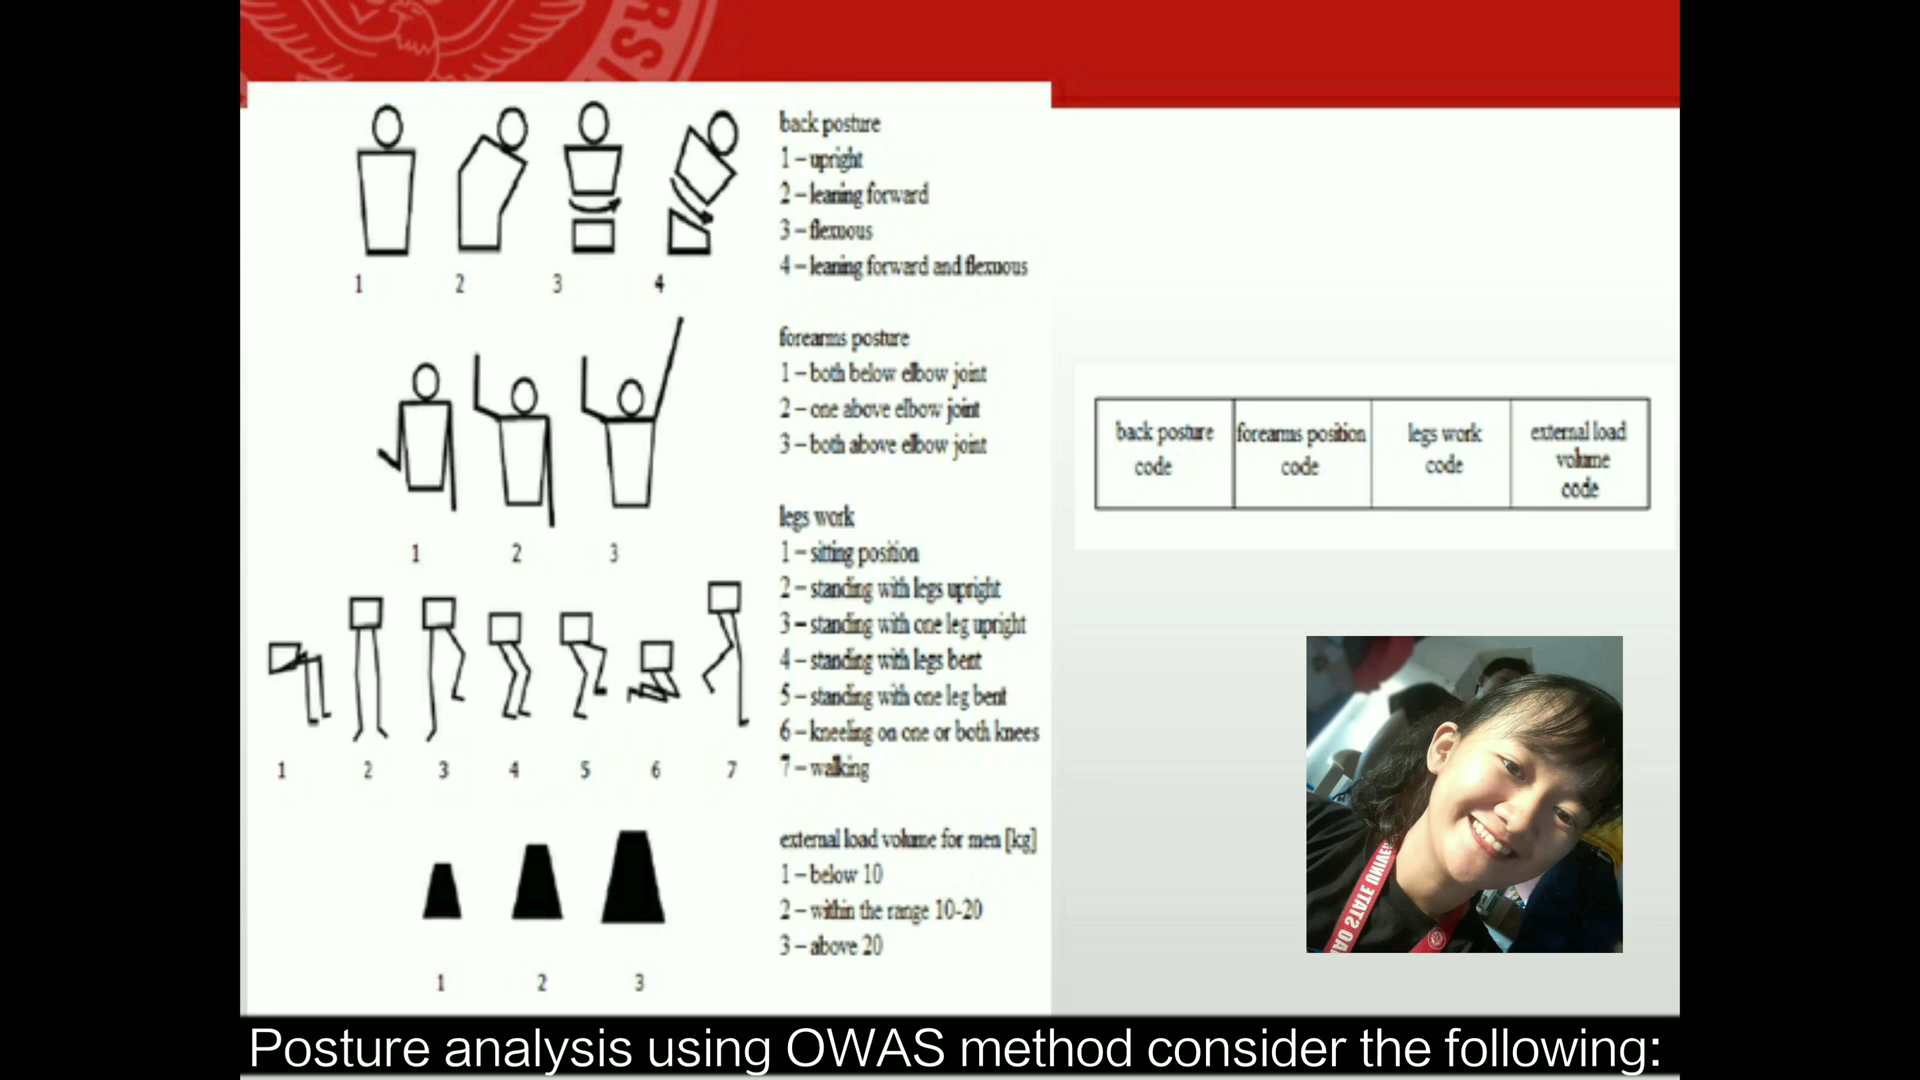 RSI
back posture
1 – upright
2 – leaning forward
3 – flexuous
4 – leaning forward and flexuous
1 2 3 4
forearms posture
1 – both below elbow joint
2 – one above elbow joint
3 – both above elbow joint
1 2 3
legs work
1 – sitting position
2 – standing with legs upright
3 – standing with one leg upright
4 – standing with legs bent
5 – standing with one leg bent
6 – kneeling on one or both knees
7 – walking
1 2 3 4 5 6 7
external load volume for men [kg]
1 – below 10
2 – within the range 10-20
3 – above 20
1 2 3
back posture
code
forearms position
code
legs work
code
external load
volume
code
AO STATE UNIVER
Posture analysis using OWAS method consider the following: